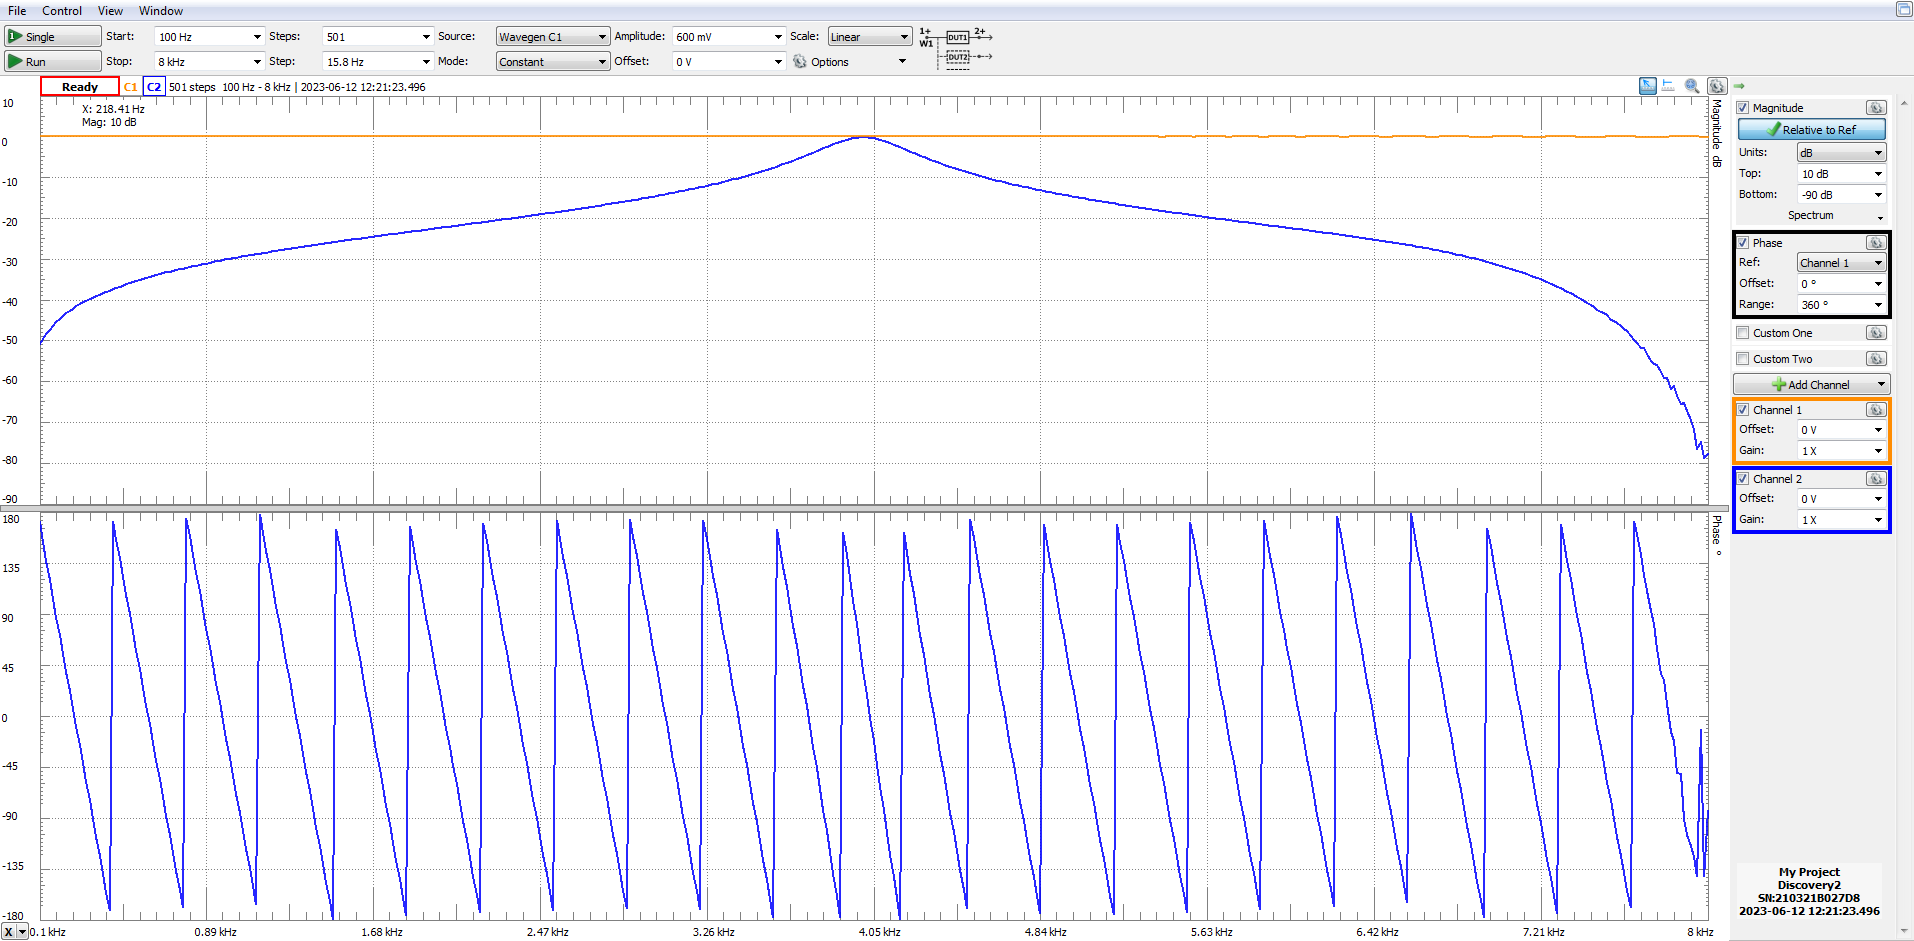 File Control View Window
Single Start: 100 Hz Steps: 501 Source: Wavegen C1 Amplitude: 600 mV Scale: Linear 1+ W1 DUT1 2+
Run Stop: 8 kHz Step: 15.8 Hz Mode: Constant Offset: 0 V Options DUT2
Ready C1 C2 501 steps 100 Hz - 8 kHz | 2023-06-12 12:21:23.496
X: 218.41 Hz
Mag: 10 dB
10
0
-10
-20
-30
-40
-50
-60
-70
-80
-90
Magnitude dB
180
135
90
45
0
-45
-90
-135
-180
Phase °
X 0.1 kHz 0.89 kHz 1.68 kHz 2.47 kHz 3.26 kHz 4.05 kHz 4.84 kHz 5.63 kHz 6.42 kHz 7.21 kHz 8 kHz
Magnitude
Relative to Ref
Units: dB
Top: 10 dB
Bottom: -90 dB
Spectrum
Phase
Ref: Channel 1
Offset: 0 °
Range: 360 °
Custom One
Custom Two
Add Channel
Channel 1
Offset: 0 V
Gain: 1 X
Channel 2
Offset: 0 V
Gain: 1 X
My Project
Discovery2
SN:210321B027D8
2023-06-12 12:21:23.496